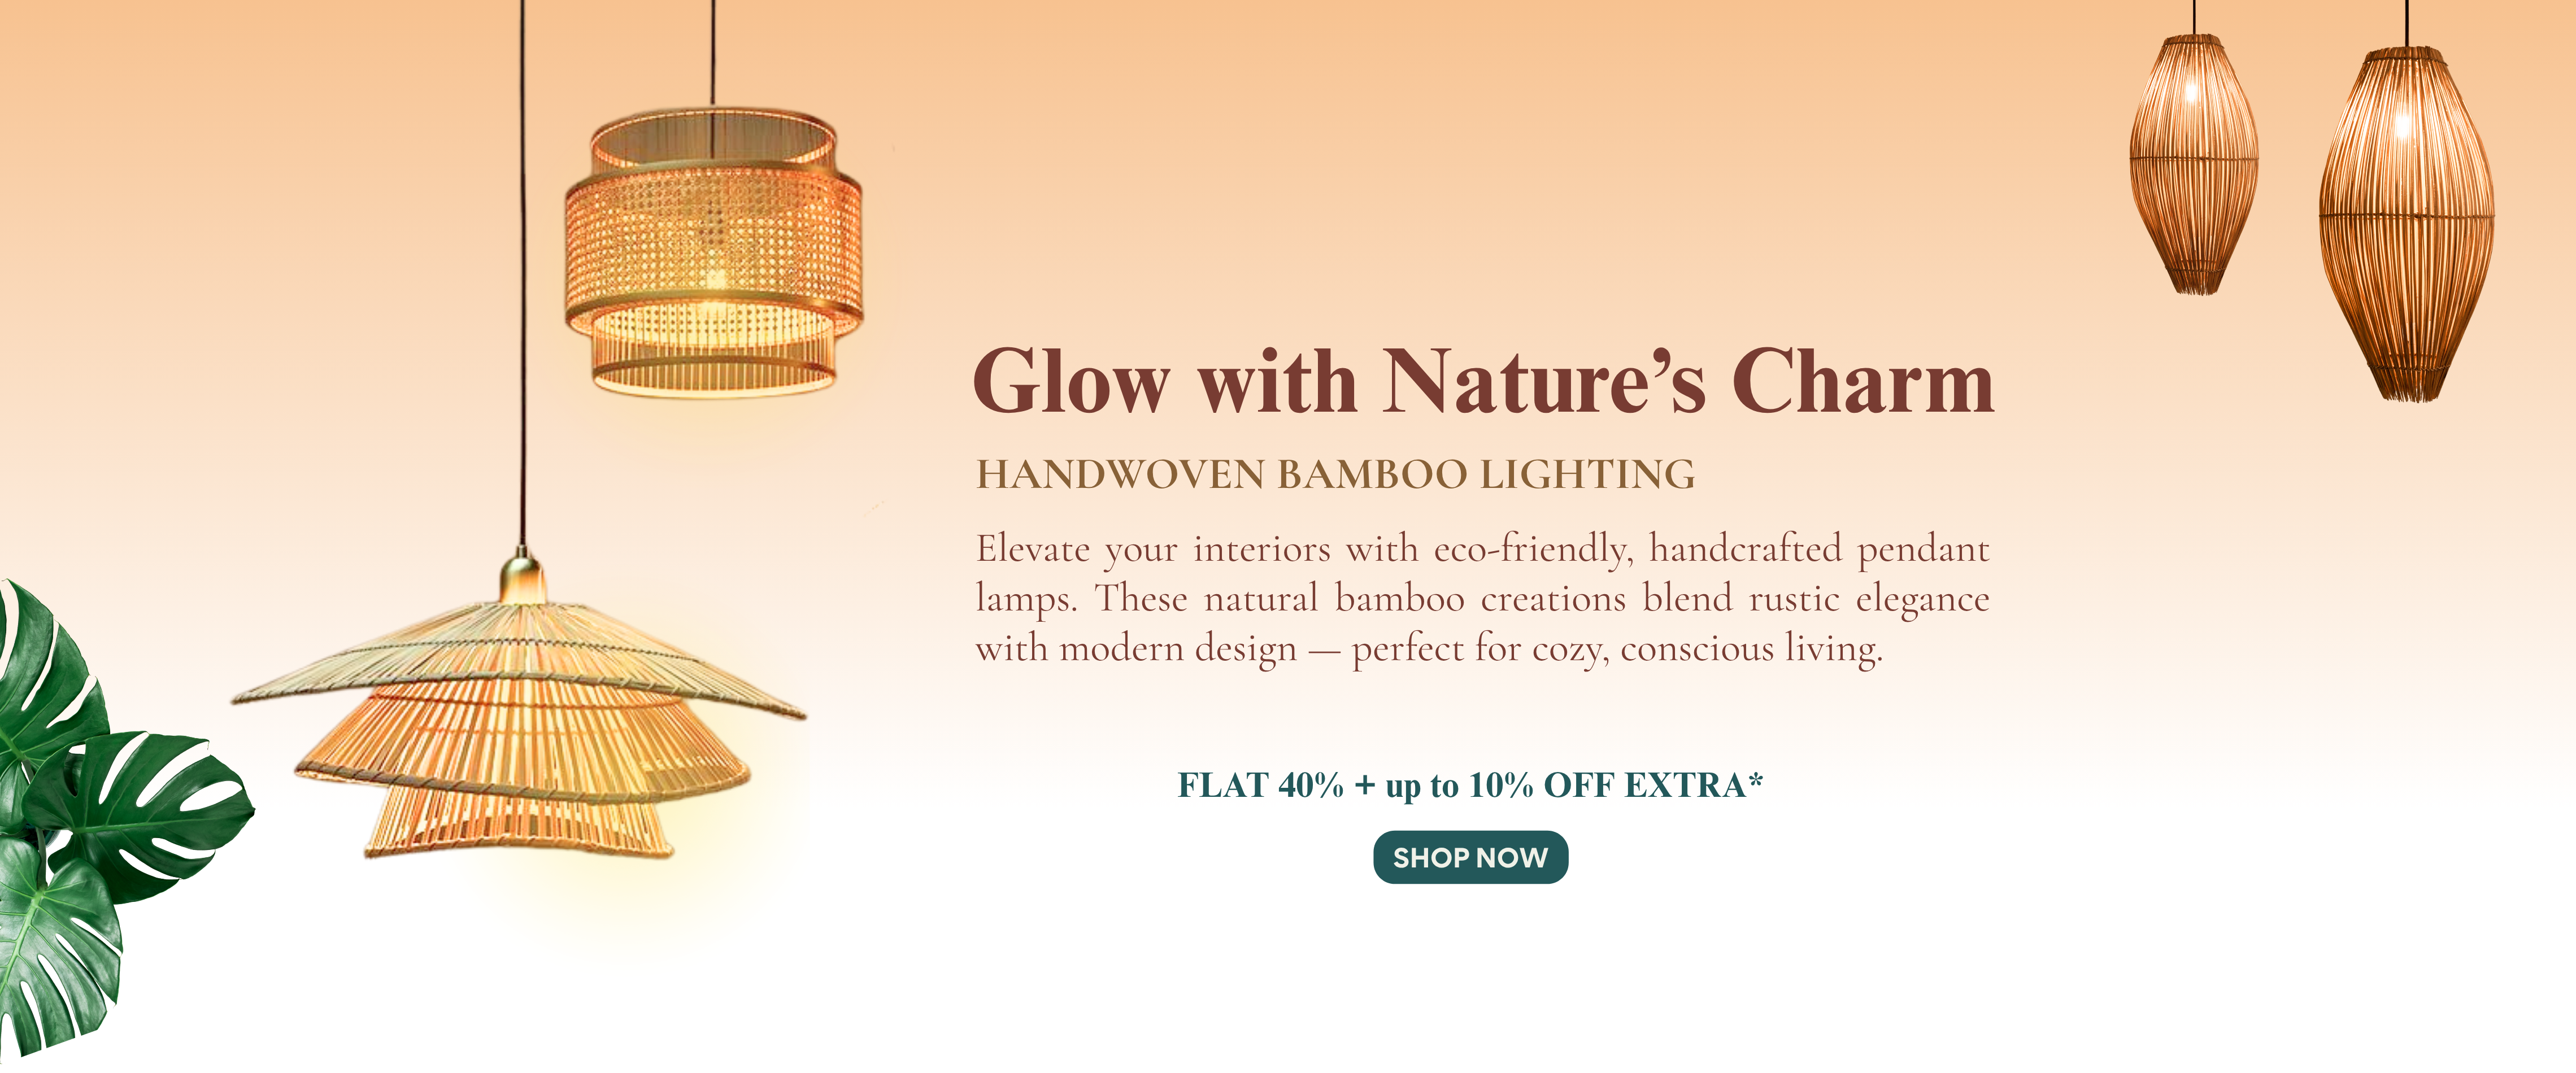 Glow with Nature’s Charm
HANDWOVEN BAMBOO LIGHTING
Elevate your interiors with eco-friendly, handcrafted pendant
lamps. These natural bamboo creations blend rustic elegance
with modern design — perfect for cozy, conscious living.
FLAT 40% + up to 10% OFF EXTRA*
SHOP NOW